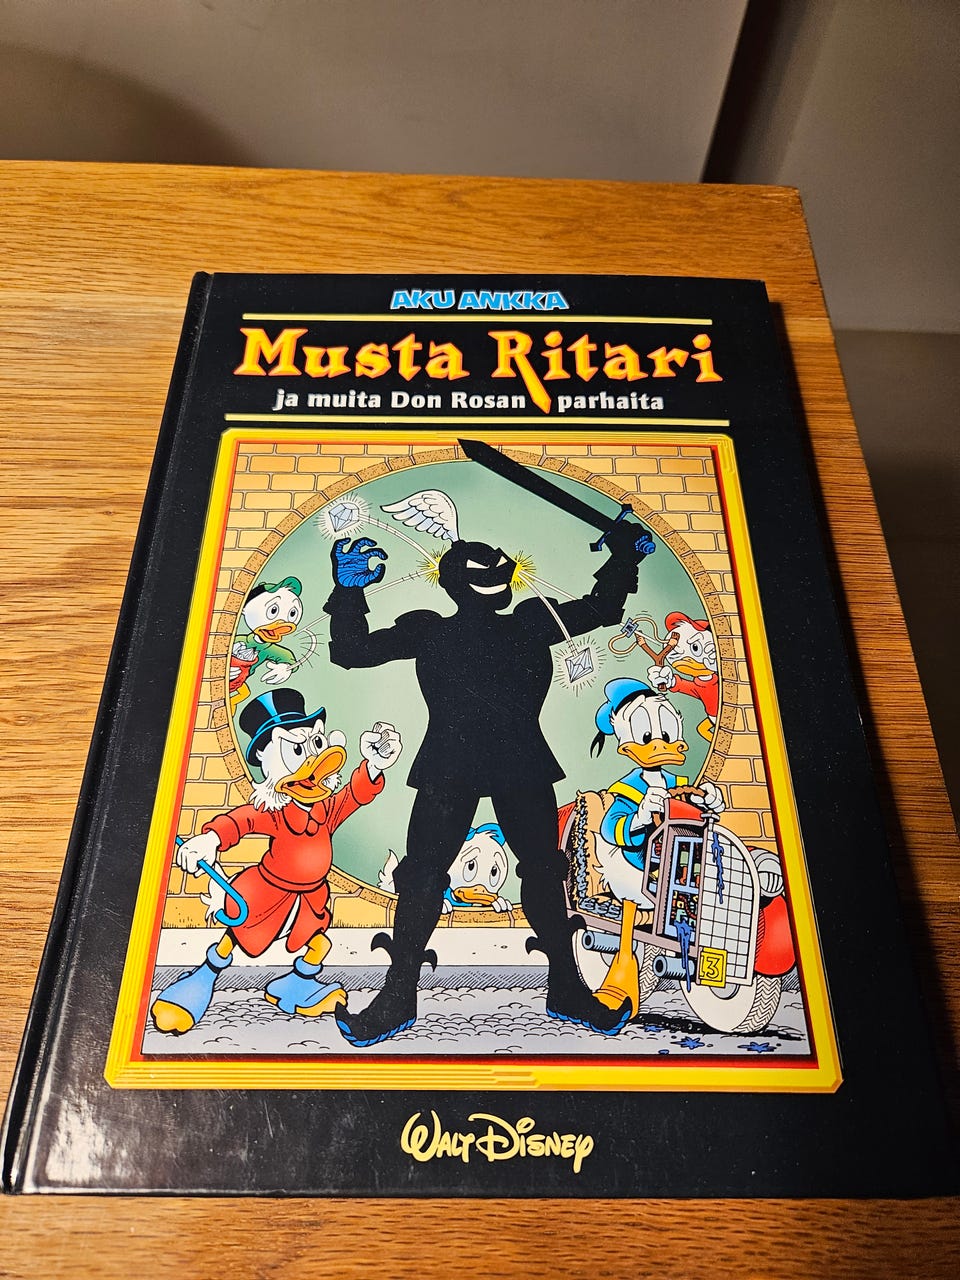 AKU ANKKA
Musta Ritari
ja muita Don Rosan parhaita
3
WALT DISNEY